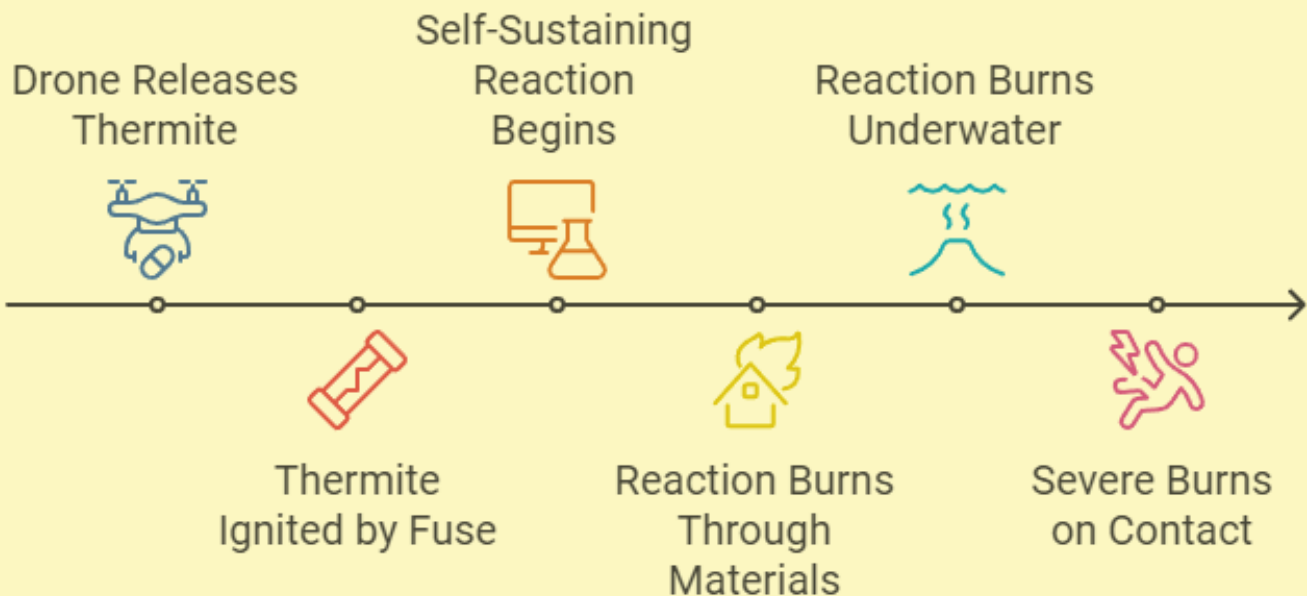 Drone Releases
Thermite
Thermite
Ignited by Fuse
Self-Sustaining
Reaction
Begins
Reaction Burns
Through
Materials
Reaction Burns
Underwater
Severe Burns
on Contact